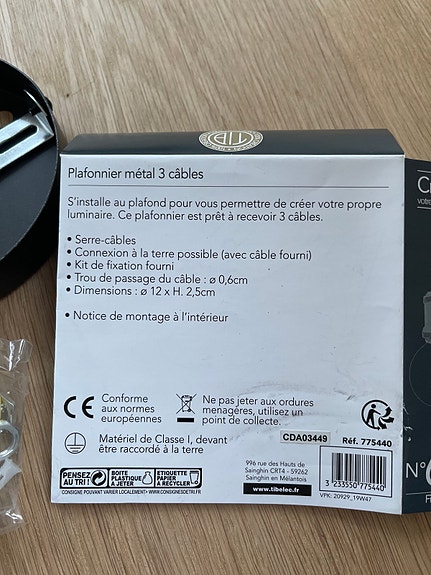 Plafonnier métal 3 câbles
S'installe au plafond pour vous permettre de créer votre propre
luminaire. Ce plafonnier est prêt à recevoir 3 câbles.
• Serre-câbles
• Connexion à la terre possible (avec câble fourni)
• Kit de fixation fourni
• Trou de passage du câble : ø 0,6cm
• Dimensions : ø 12 x H. 2,5cm
• Notice de montage à l'intérieur
CE
Conforme
aux normes
européennes
Ne pas jeter aux ordures
menagères, utilisez un
point de collecte.
Matériel de Classe I, devant
être raccordé à la terre.
CDA03449
Réf. 775440
PENSEZ
AU TRI !
BOITE
PLASTIQUE
À JETER
ETIQUETTE
PAPIER
À RECYCLER
CONSIGNE POUVANT VARIER LOCALEMENT • WWW.CONSIGNESDETRI.FR
996 rue des Hauts de
Sainghin CRT4 - 59262
Sainghin en Mélantois
www.tibelec.fr
3 233550 775440
VPK: 20929_19W47
N°